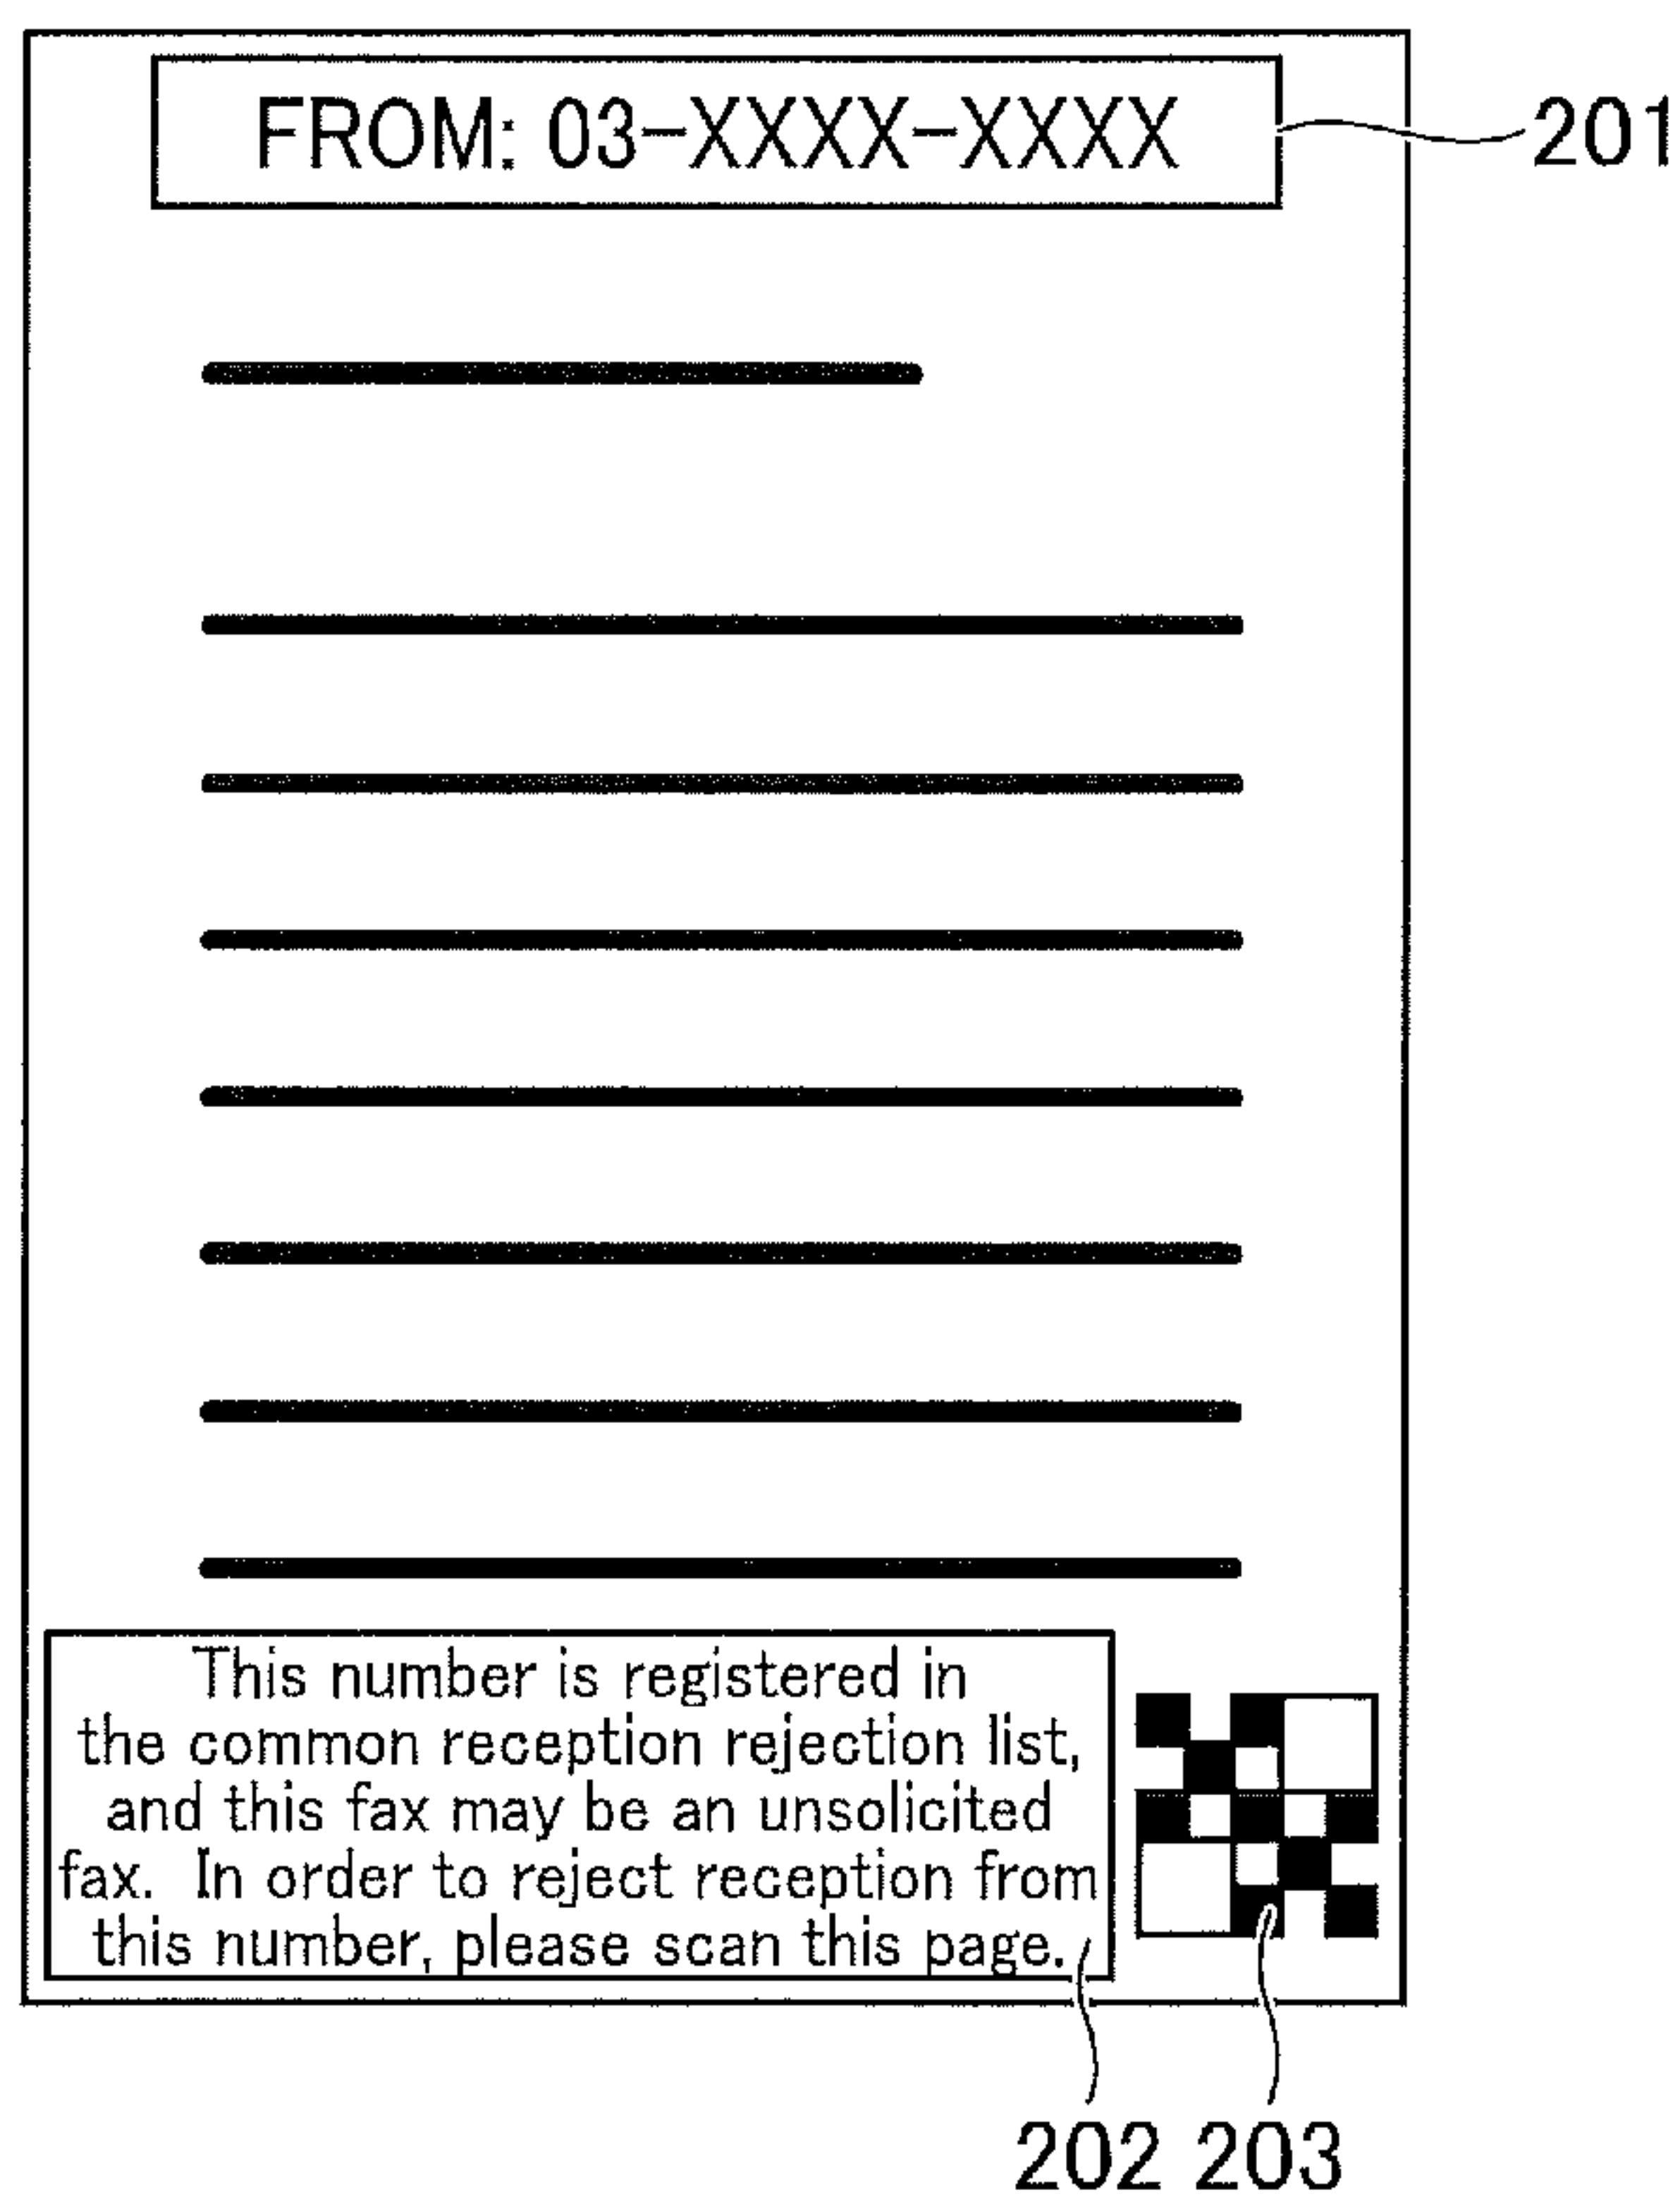 FROM: 03-XXXX-XXXX
201
This number is registered in
the common reception rejection list,
and this fax may be an unsolicited
fax. In order to reject reception from
this number, please scan this page.
202 203